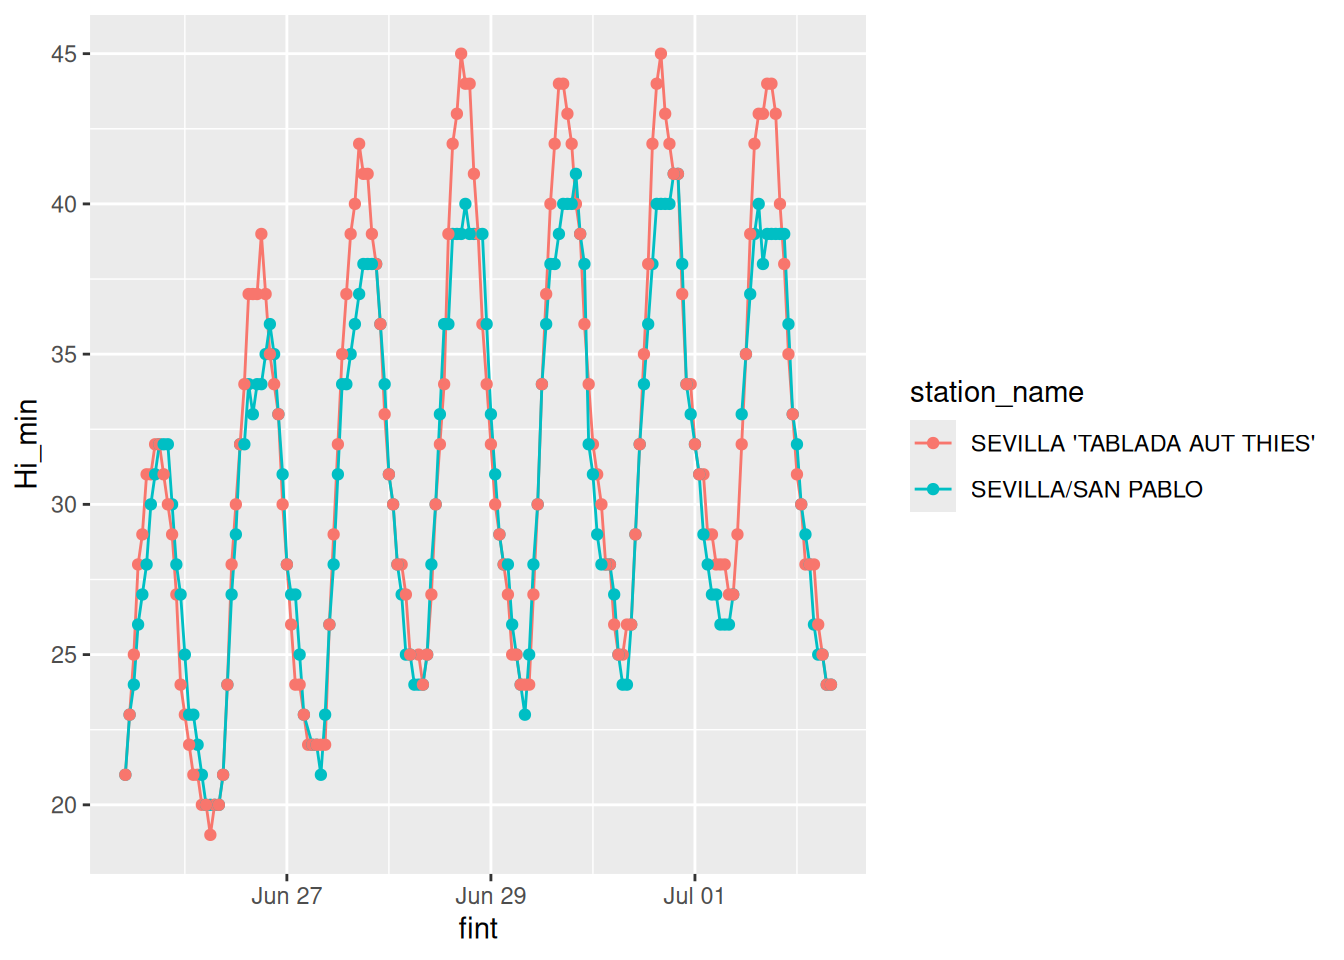 45
40
35
30
25
20
Hi_min
Jun 27
Jun 29
Jul 01
fint
station_name
SEVILLA 'TABLADA AUT THIES'
SEVILLA/SAN PABLO